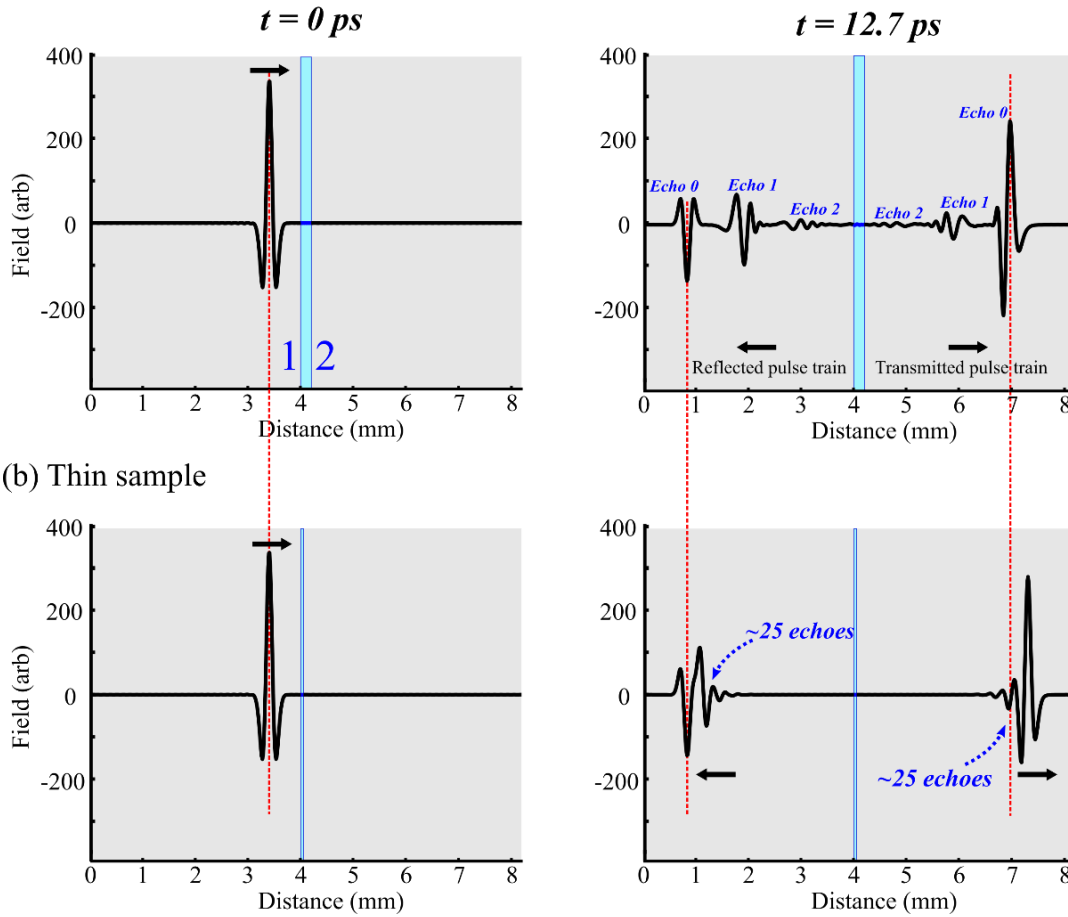 t = 0 ps
t = 12.7 ps
400
200
0
-200
Field (arb)
1 2
0 1 2 3 4 5 6 7 8
Distance (mm)
400
200
0
-200
Echo 0
Echo 1
Echo 2
Echo 2
Echo 1
Echo 0
Reflected pulse train
Transmitted pulse train
0 1 2 3 4 5 6 7 8
Distance (mm)
(b) Thin sample
400
200
0
-200
Field (arb)
0 1 2 3 4 5 6 7 8
Distance (mm)
400
200
0
-200
~25 echoes
~25 echoes
0 1 2 3 4 5 6 7 8
Distance (mm)